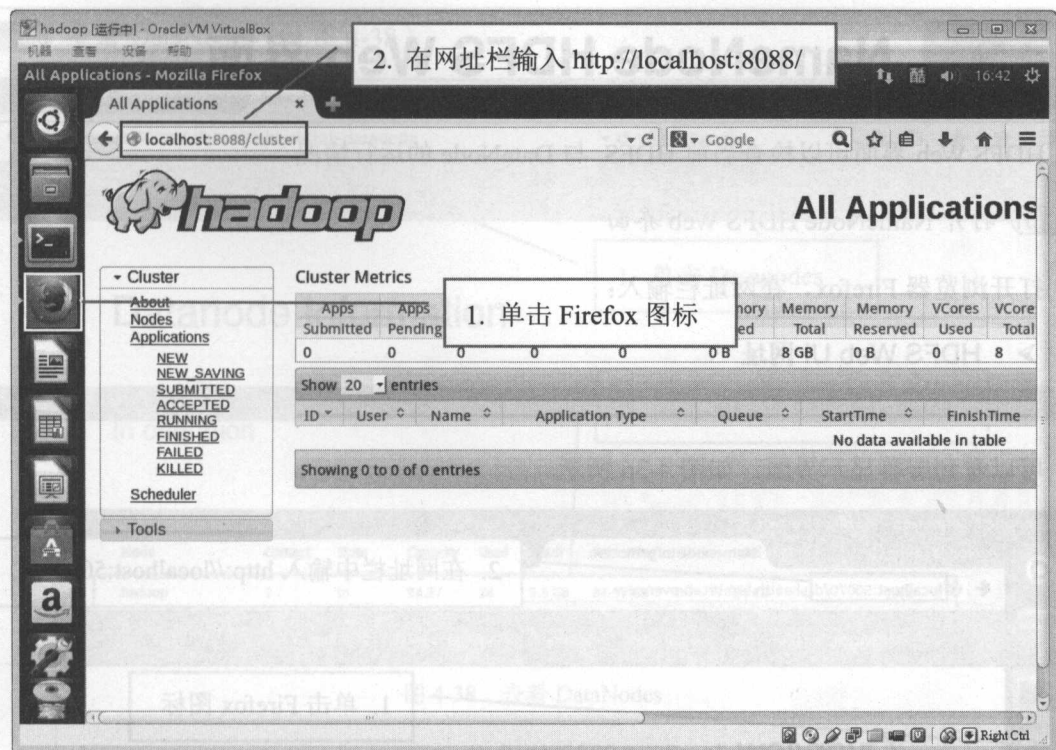 hadoop [运行中] - Oracle VM VirtualBox
机器 查看 设备 帮助
2. 在网址栏输入 http://localhost:8088/
All Applications - Mozilla Firefox
16:42
All Applications
localhost:8088/cluster
Google
hadoop
All Applications
Cluster
About
Nodes
Applications
NEW
NEW_SAVING
SUBMITTED
ACCEPTED
RUNNING
FINISHED
FAILED
KILLED
Scheduler
Tools
Cluster Metrics
1. 单击 Firefox 图标
Apps Apps Memory Memory VCores VCore
Submitted Pending Total Reserved Used Total
0 0 0 0 0 0 B 8 GB 0 B 0 8
Show 20 entries
ID User Name Application Type Queue StartTime FinishTime
No data available in table
Showing 0 to 0 of 0 entries
Right Ctrl